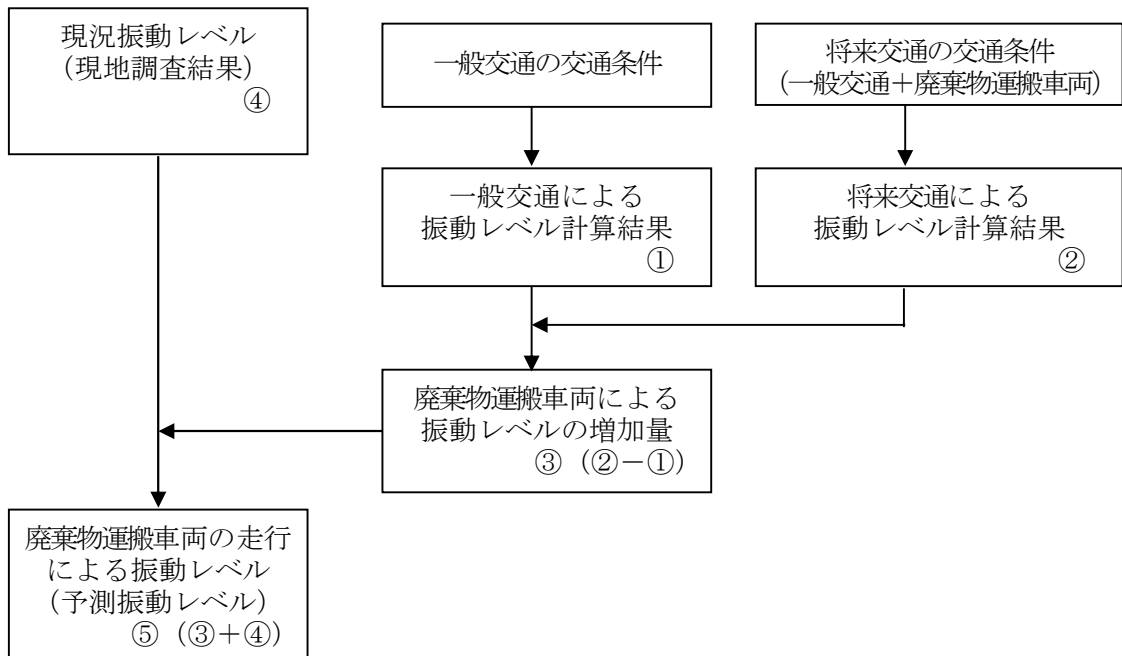 現況振動レベル
（現地調査結果）
④
一般交通の交通条件
将来交通の交通条件
（一般交通＋廃棄物運搬車両）
一般交通による
振動レベル計算結果
①
将来交通による
振動レベル計算結果
②
廃棄物運搬車両による
振動レベルの増加量
③（②－①）
廃棄物運搬車両の走行
による振動レベル
（予測振動レベル）
⑤（③＋④）